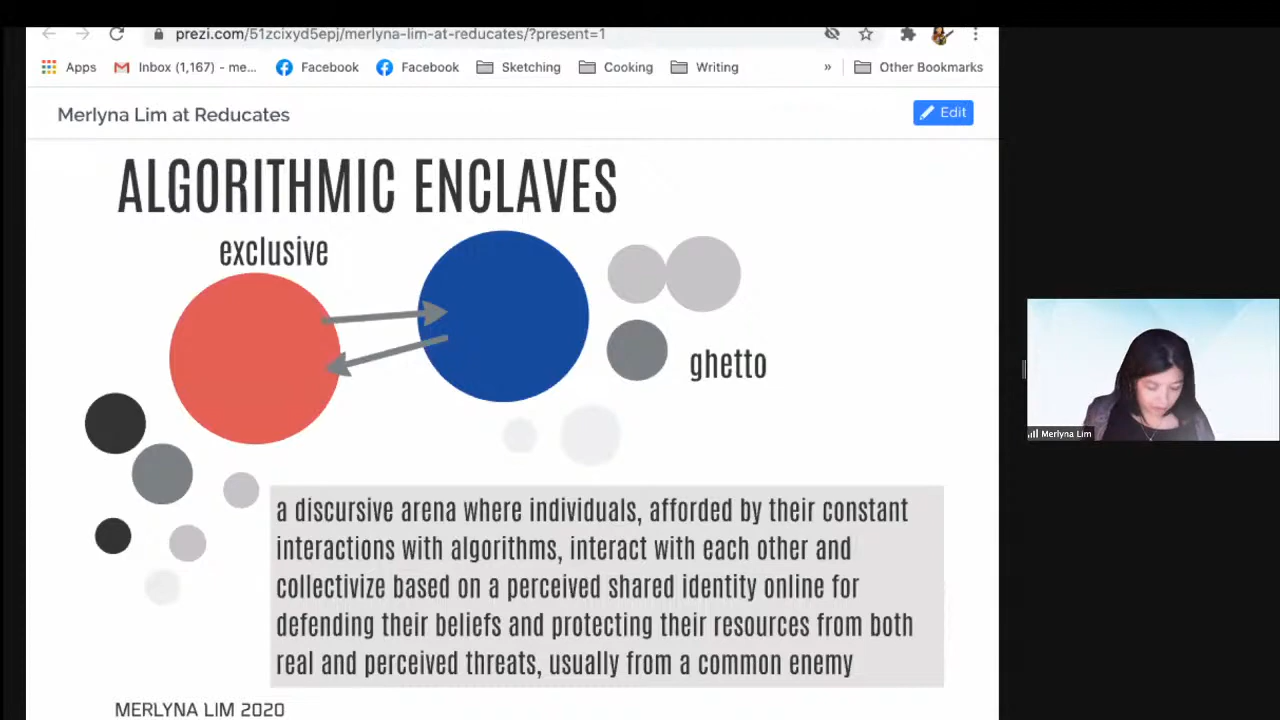 prezi.com/51zcixyd5epj/merlyna-lim-at-reducates/?present=1
Apps Inbox (1,167) - me... Facebook Facebook Sketching Cooking Writing » Other Bookmarks
Merlyna Lim at Reducates
Edit
ALGORITHMIC ENCLAVES
exclusive
ghetto
a discursive arena where individuals, afforded by their constant
interactions with algorithms, interact with each other and
collectivize based on a perceived shared identity online for
defending their beliefs and protecting their resources from both
real and perceived threats, usually from a common enemy
MERLYNA LIM 2020
Merlyna Lim